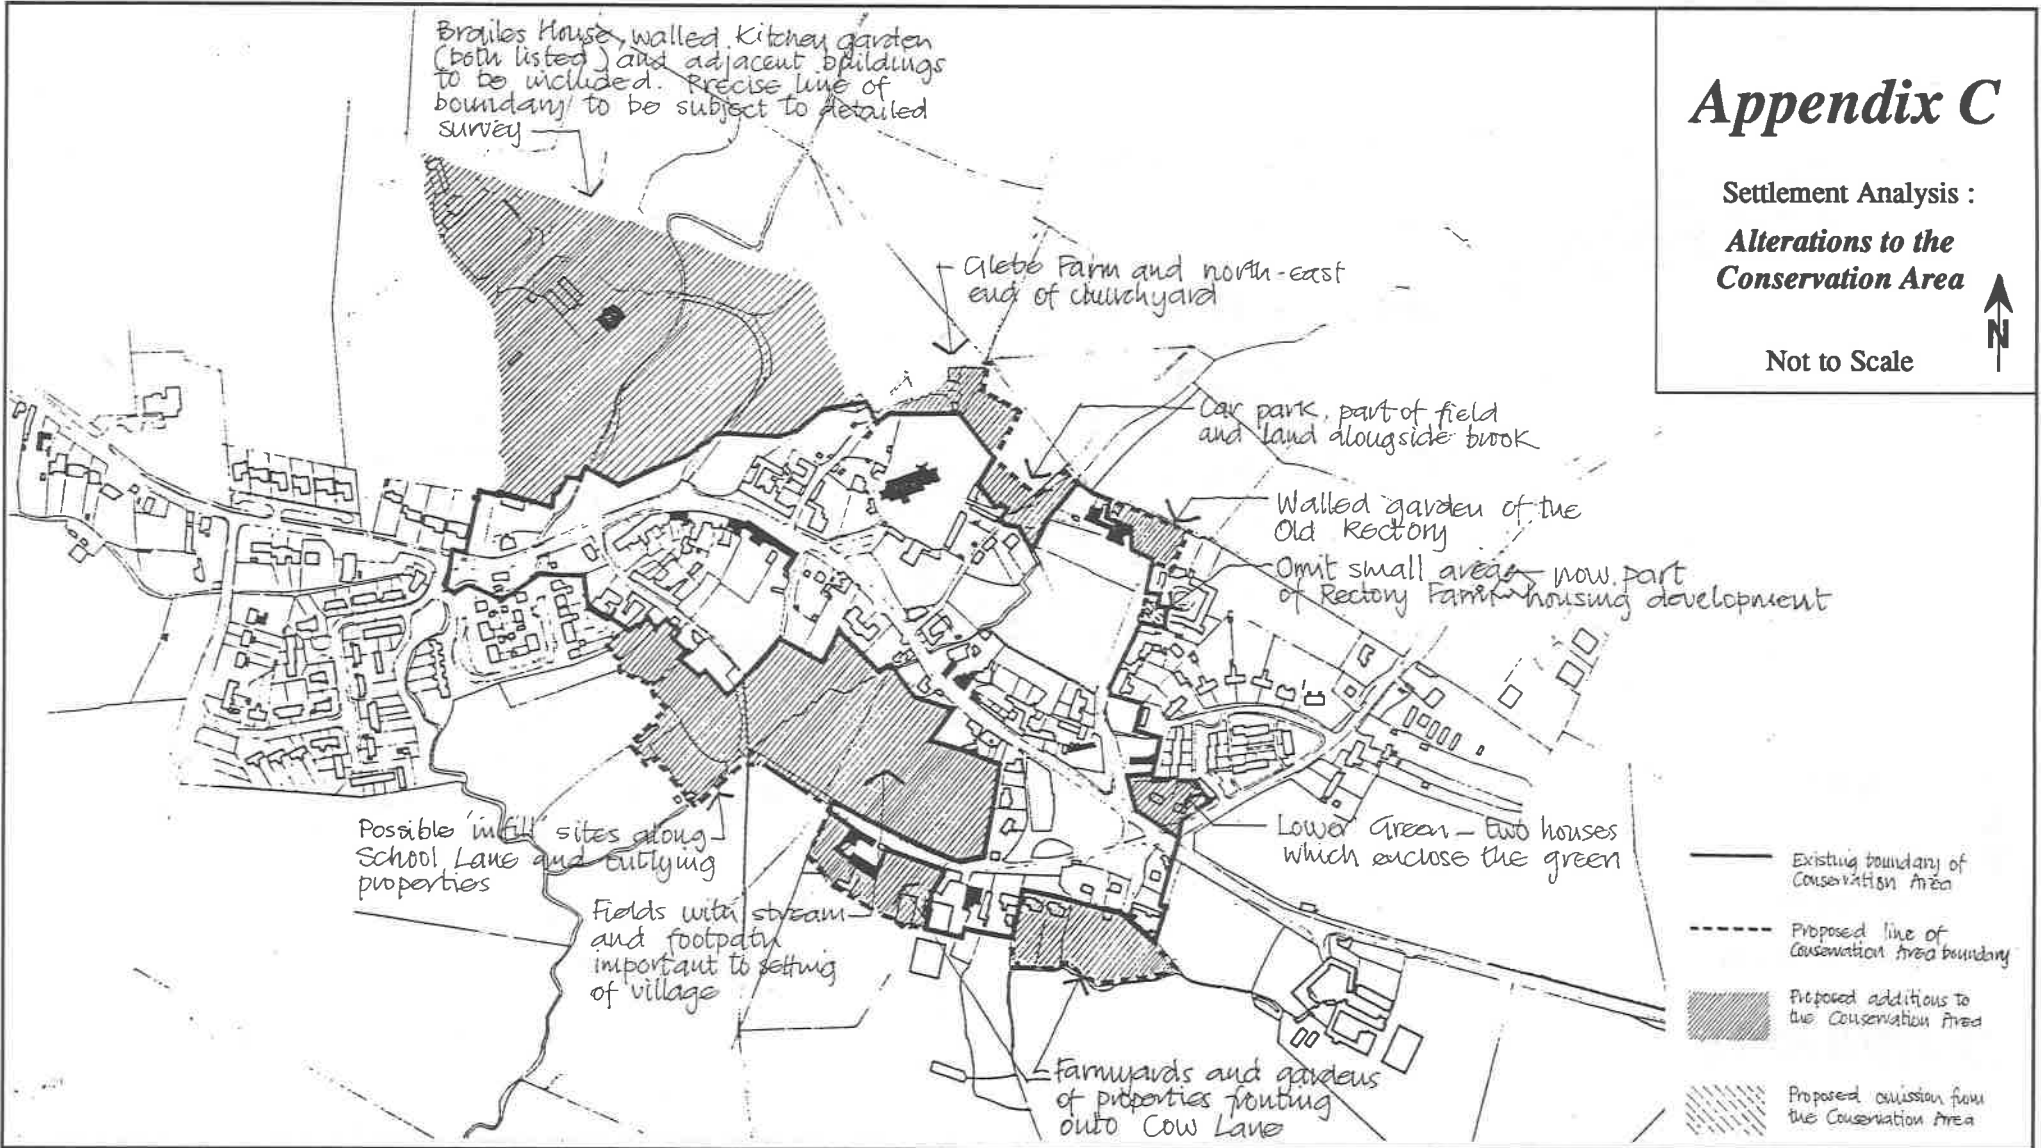 Brailes House, walled Kitchen garden
(both listed) and adjacent buildings
to be included. Precise line of
boundary to be subject to detailed
survey
Appendix C
Settlement Analysis :
Alterations to the
Conservation Area
N
Not to Scale
Glebe Farm and north-east
end of churchyard
Car park, part of field
and land alongside brook
Walled garden of the
Old Rectory
Omit small area - now part
of Rectory Farm housing development
Possible infill sites along
School Lane and outlying
properties
Lower Green - two houses
which enclose the green
Fields with stream
and footpath
important to setting
of village
Farmyards and gardens
of properties fronting
onto Cow Lane
Existing boundary of
Conservation Area
Proposed line of
Conservation Area boundary
Proposed additions to
the Conservation Area
Proposed omission from
the Conservation Area